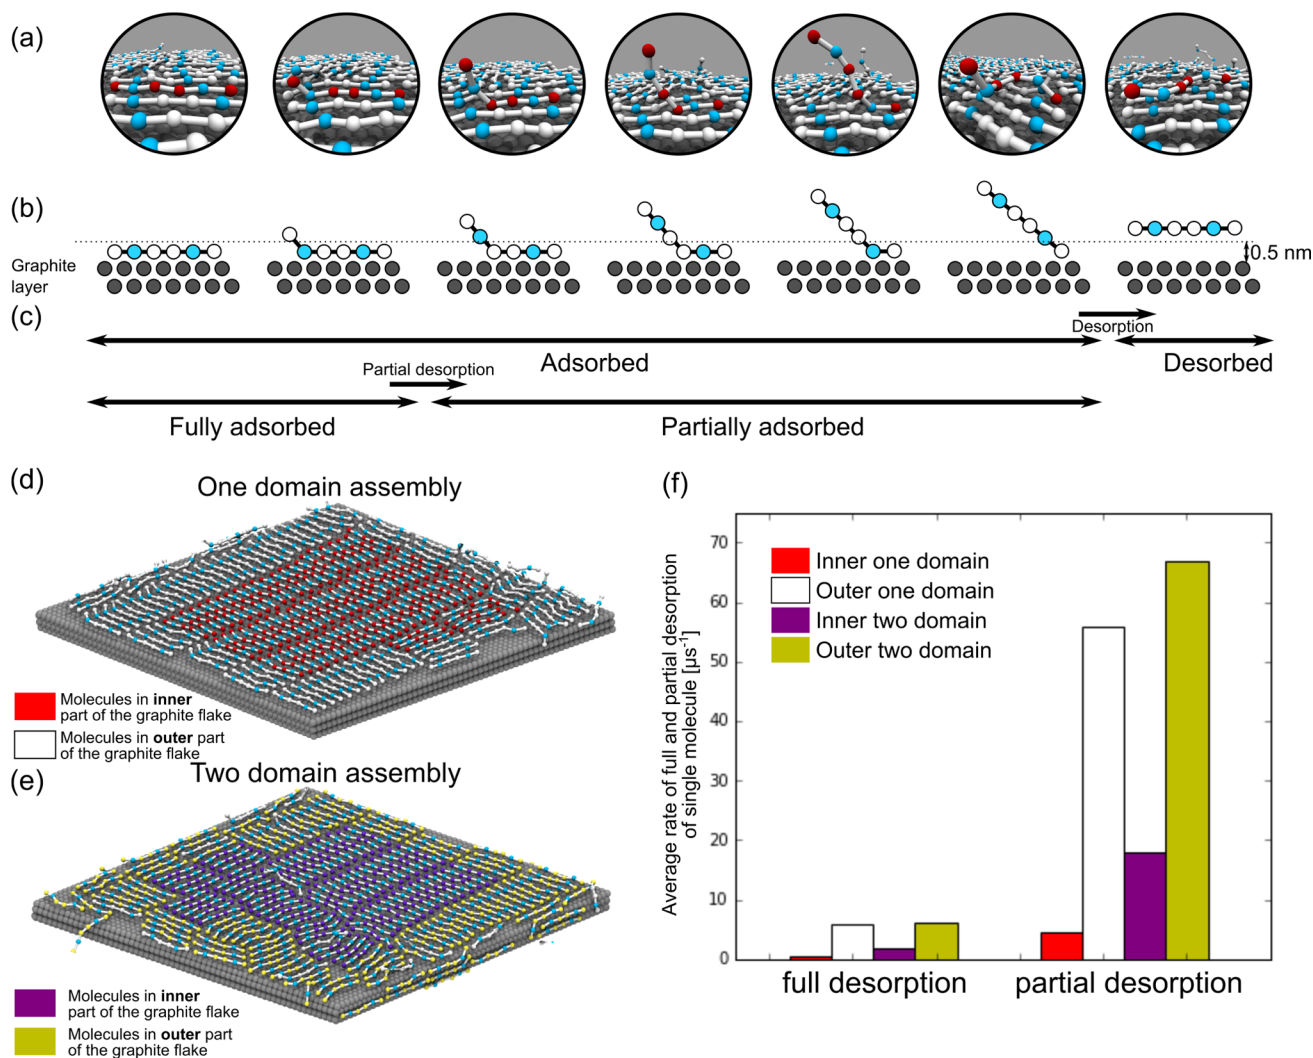 (a)
(b)
Graphite
layer
0.5 nm
(c)
Desorption
Adsorbed
Desorbed
Partial desorption
Fully adsorbed
Partially adsorbed
(d)
One domain assembly
Molecules in inner
part of the graphite flake
Molecules in outer part
of the graphite flake
(e)
Two domain assembly
Molecules in inner
part of the graphite flake
Molecules in outer part
of the graphite flake
(f)
Average rate of full and partial desorption
of single molecule [µs⁻¹]
70
60
50
40
30
20
10
0
Inner one domain
Outer one domain
Inner two domain
Outer two domain
full desorption
partial desorption